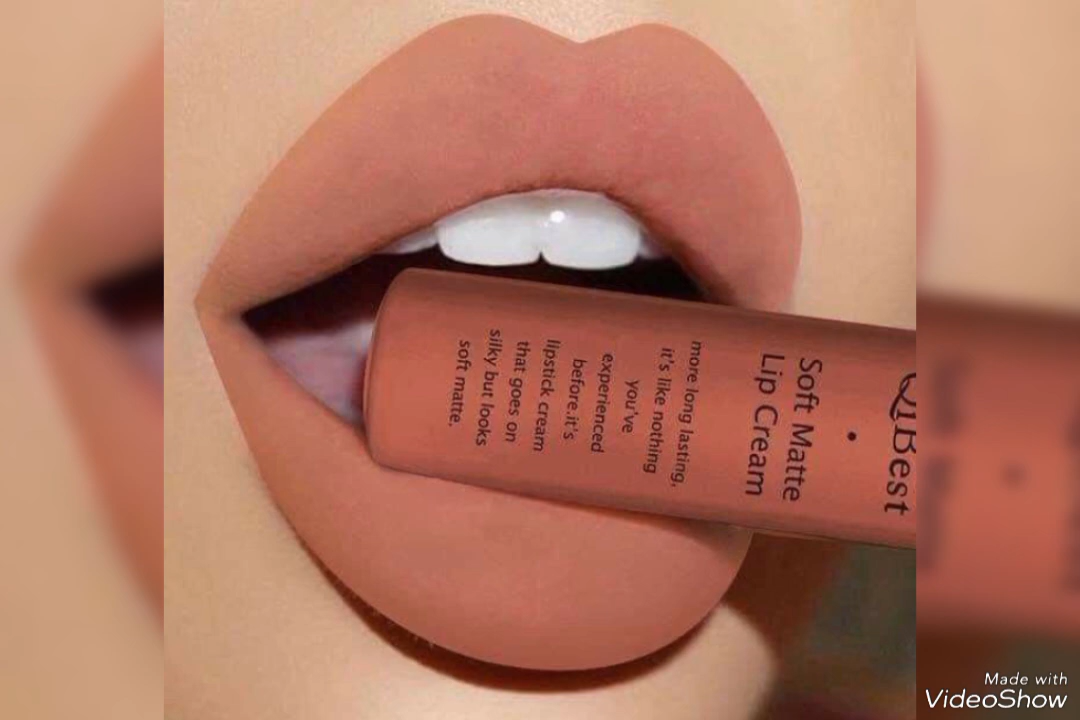 QIBest
•
Soft Matte
Lip Cream
more long lasting,
it's like nothing
you've
experienced
before.it's
lipstick cream
that goes on
silky but looks
soft matte.
Made with
VideoShow